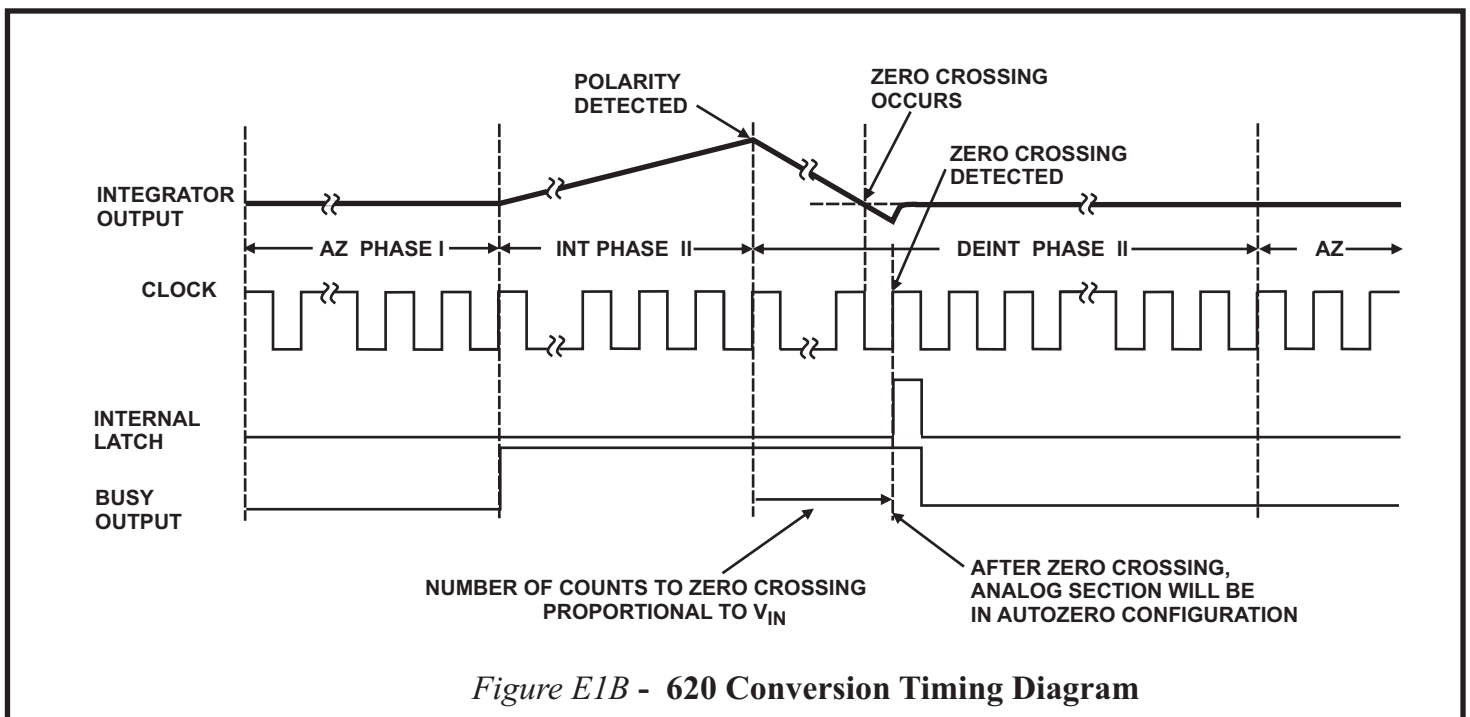 POLARITY
DETECTED
ZERO CROSSING
OCCURS
ZERO CROSSING
DETECTED
INTEGRATOR
OUTPUT
AZ PHASE I
INT PHASE II
DEINT PHASE II
AZ
CLOCK
INTERNAL
LATCH
BUSY
OUTPUT
NUMBER OF COUNTS TO ZERO CROSSING
PROPORTIONAL TO VIN
AFTER ZERO CROSSING,
ANALOG SECTION WILL BE
IN AUTOZERO CONFIGURATION
Figure E1B - 620 Conversion Timing Diagram